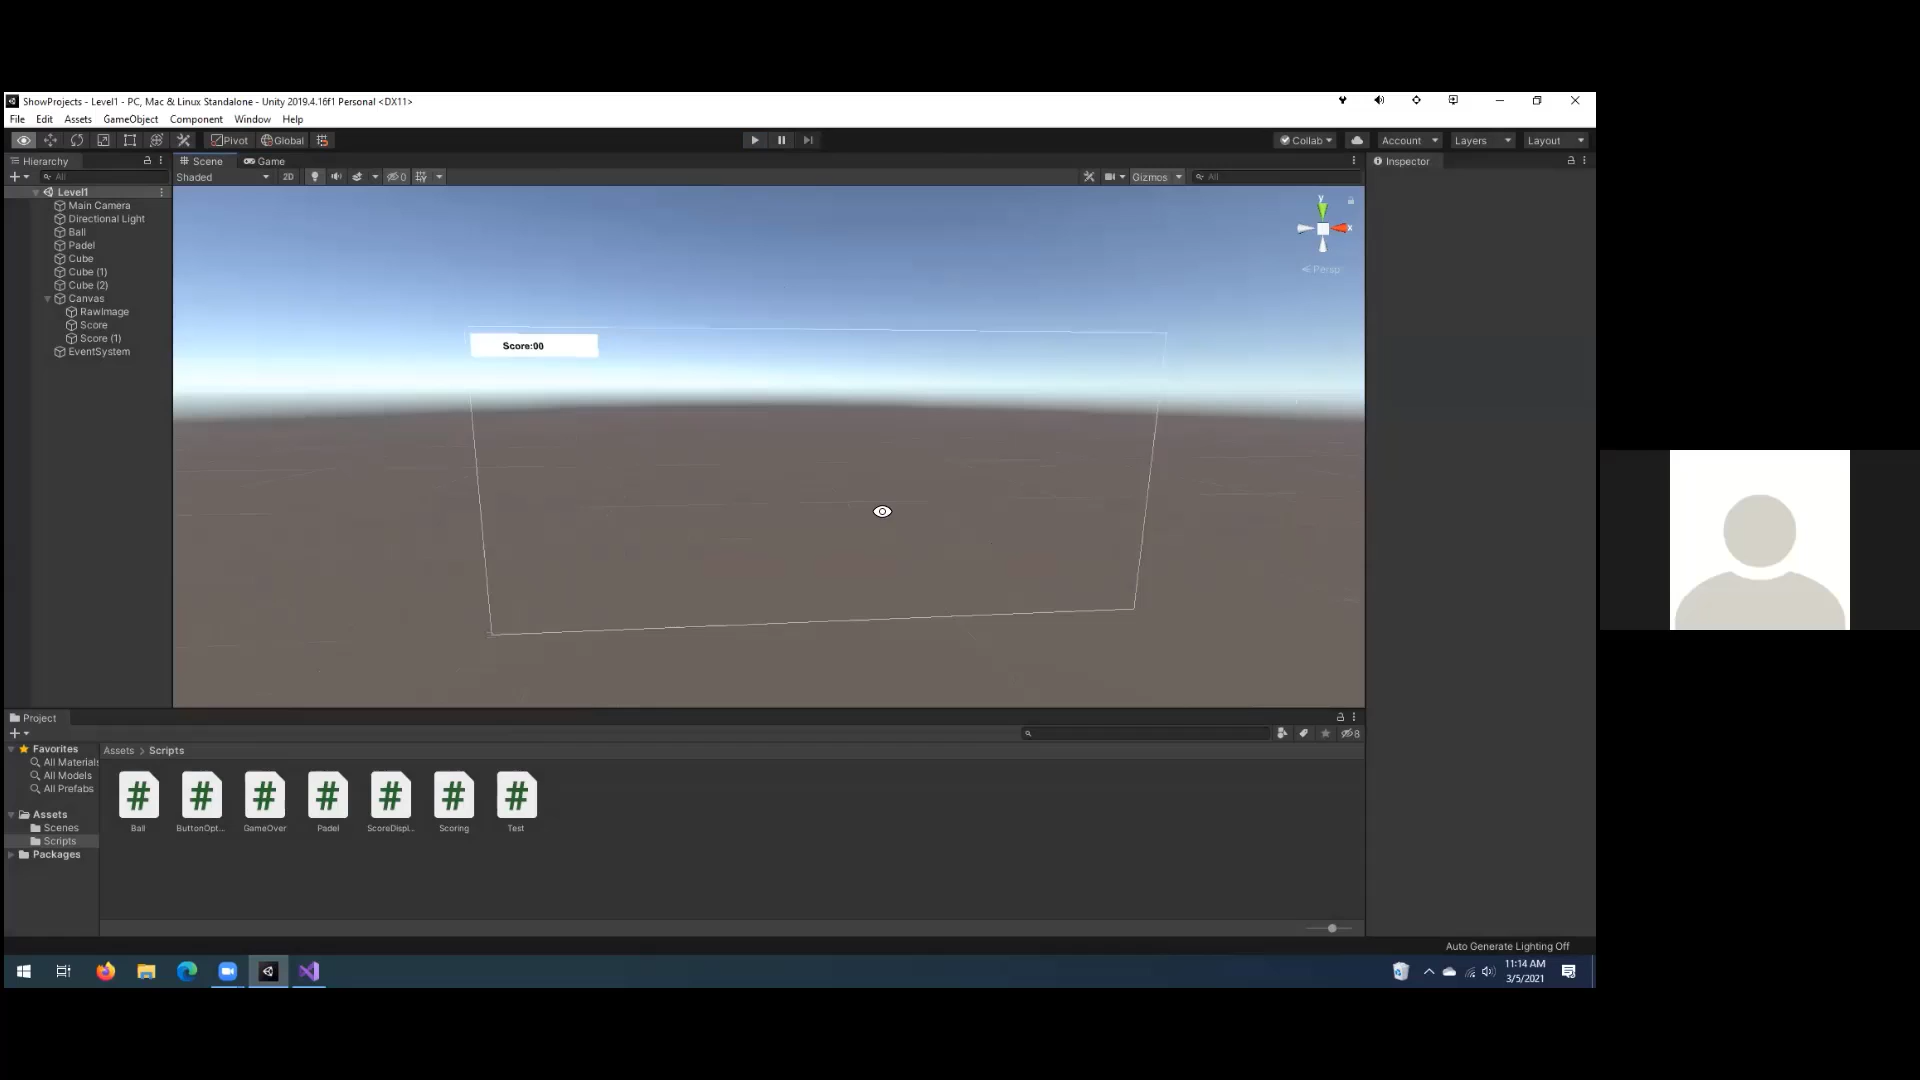 ShowProjects - Level1 - PC, Mac & Linux Standalone - Unity 2019.4.16f1 Personal <DX11>
File Edit Assets GameObject Component Window Help
Pivot Global Collab Account Layers Layout
Hierarchy Scene Game Inspector
All Shaded 2D 0 Gizmos All
Level1
Main Camera
Directional Light
Ball
Padel
Cube
Cube (1)
Cube (2)
Canvas
RawImage
Score
Score (1)
EventSystem
y
x
Persp
Score:00
Project
8
Favorites
All Materials
All Models
All Prefabs
Assets
Scenes
Scripts
Packages
Assets > Scripts
Ball ButtonOpt... GameOver Padel ScoreDispl... Scoring Test
Auto Generate Lighting Off
11:14 AM
3/5/2021